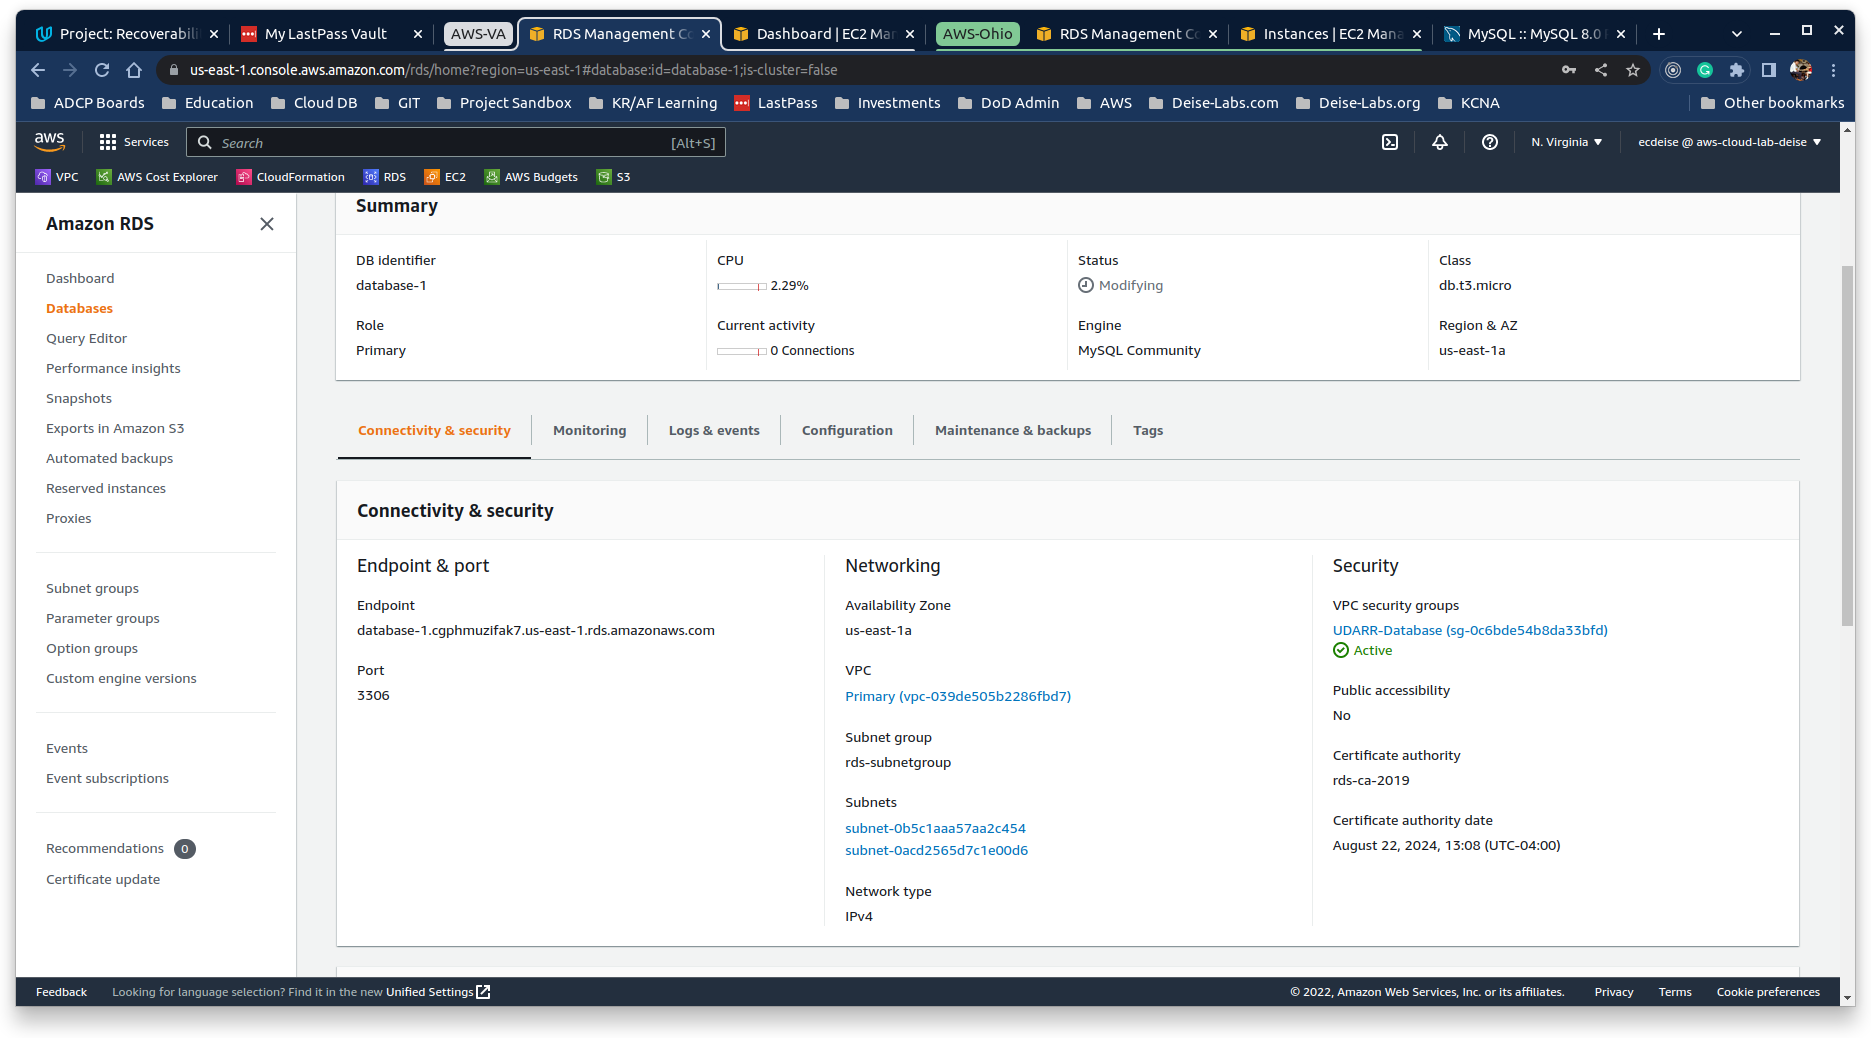 Project: Recoverabili
My LastPass Vault
AWS-VA
RDS Management Co
Dashboard | EC2 Mar
AWS-Ohio
RDS Management Co
Instances | EC2 Mana
MySQL :: MySQL 8.0
us-east-1.console.aws.amazon.com/rds/home?region=us-east-1#database:id=database-1;is-cluster=false
ADCP Boards
Education
Cloud DB
GIT
Project Sandbox
KR/AF Learning
LastPass
Investments
DoD Admin
AWS
Deise-Labs.com
Deise-Labs.org
KCNA
Other bookmarks
aws
Services
Search
[Alt+S]
N. Virginia
ecdeise @ aws-cloud-lab-deise
VPC
AWS Cost Explorer
CloudFormation
RDS
EC2
AWS Budgets
S3
Amazon RDS
Dashboard
Databases
Query Editor
Performance insights
Snapshots
Exports in Amazon S3
Automated backups
Reserved instances
Proxies
Subnet groups
Parameter groups
Option groups
Custom engine versions
Events
Event subscriptions
Recommendations 0
Certificate update
Summary
DB identifier
database-1
CPU
2.29%
Status
Modifying
Class
db.t3.micro
Role
Primary
Current activity
0 Connections
Engine
MySQL Community
Region & AZ
us-east-1a
Connectivity & security
Monitoring
Logs & events
Configuration
Maintenance & backups
Tags
Connectivity & security
Endpoint & port
Endpoint
database-1.cgphmuzifak7.us-east-1.rds.amazonaws.com
Port
3306
Networking
Availability Zone
us-east-1a
VPC
Primary (vpc-039de505b2286fbd7)
Subnet group
rds-subnetgroup
Subnets
subnet-0b5c1aaa57aa2c454
subnet-0acd2565d7c1e00d6
Network type
IPv4
Security
VPC security groups
UDARR-Database (sg-0c6bde54b8da33bfd)
Active
Public accessibility
No
Certificate authority
rds-ca-2019
Certificate authority date
August 22, 2024, 13:08 (UTC-04:00)
Feedback
Looking for language selection? Find it in the new Unified Settings
© 2022, Amazon Web Services, Inc. or its affiliates.
Privacy
Terms
Cookie preferences